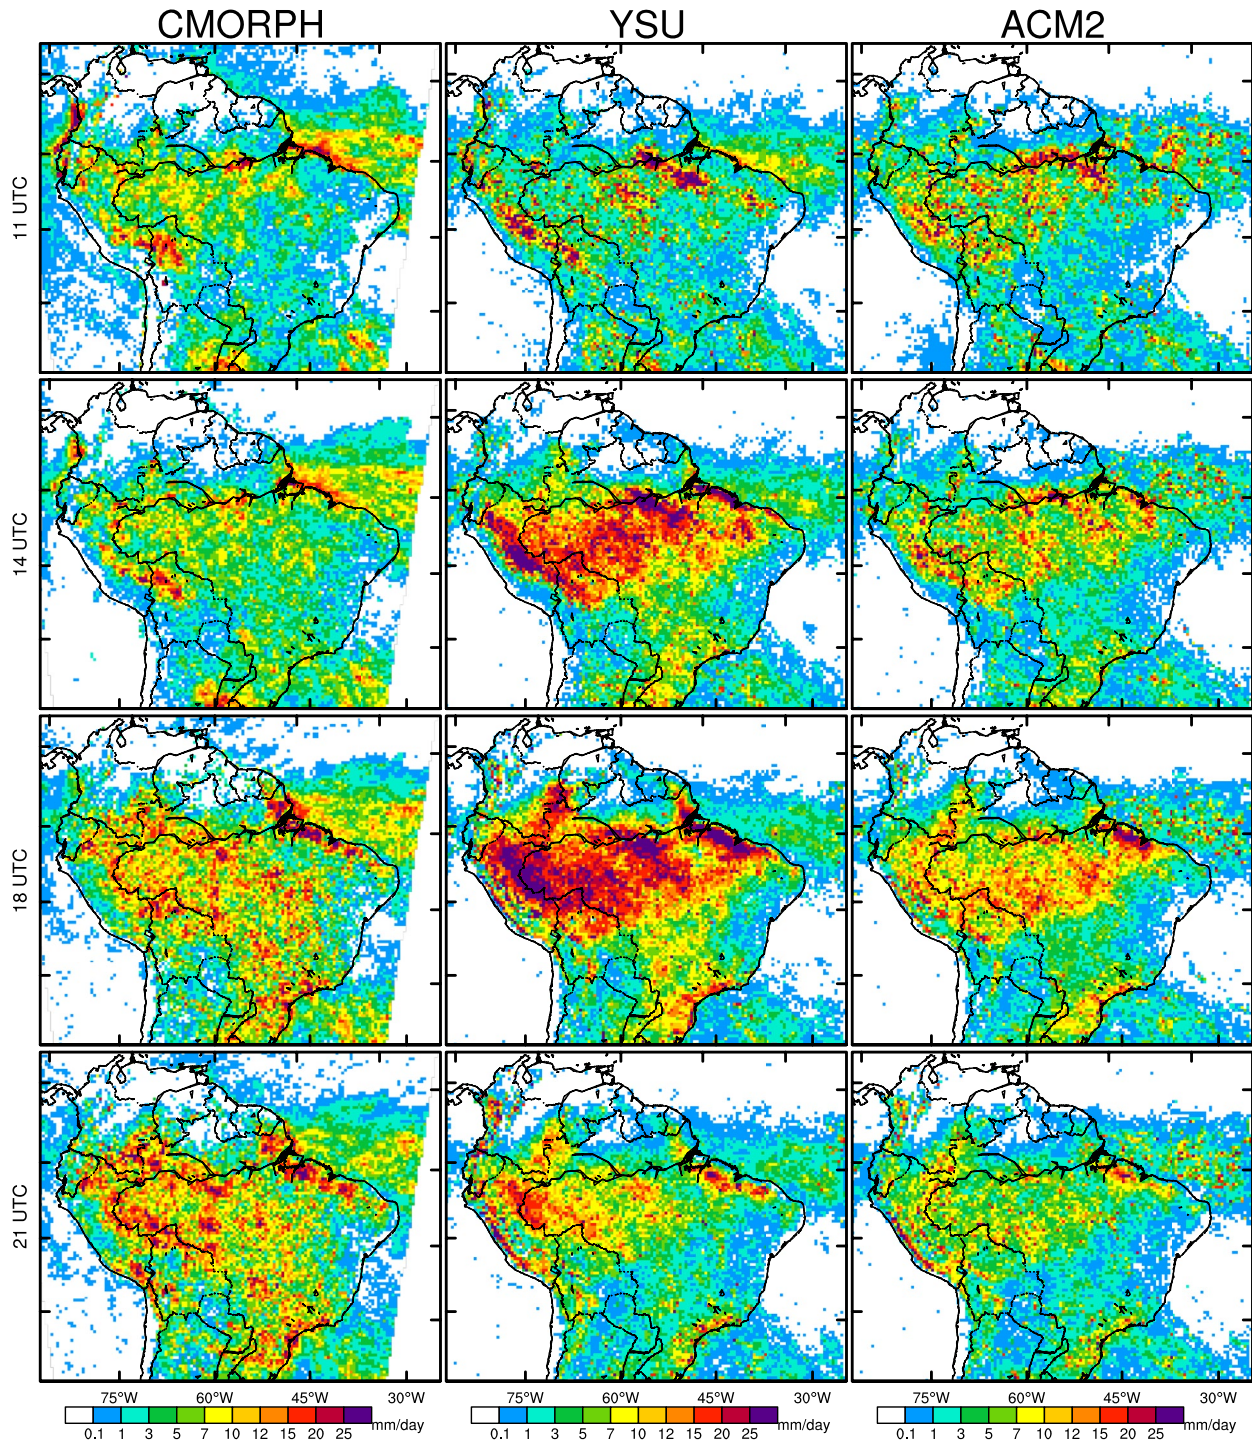 CMORPH YSU ACM2
11 UTC
14 UTC
18 UTC
21 UTC
75°W 60°W 45°W 30°W 75°W 60°W 45°W 30°W 75°W 60°W 45°W 30°W
mm/day mm/day mm/day
0.1 1 3 5 7 10 12 15 20 25 0.1 1 3 5 7 10 12 15 20 25 0.1 1 3 5 7 10 12 15 20 25